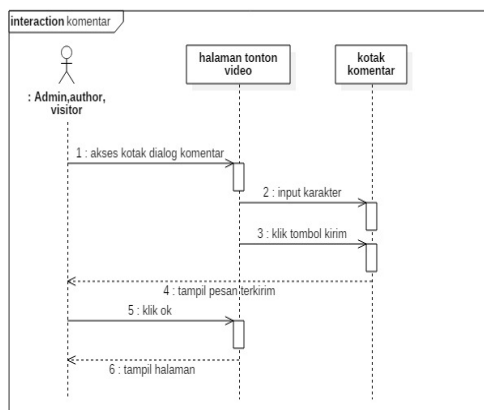 interaction komentar
halaman tonton
video
kotak
komentar
: Admin,author,
visitor
1 : akses kotak dialog komentar
2 : input karakter
3 : klik tombol kirim
4 : tampil pesan terkirim
5 : klik ok
6 : tampil halaman